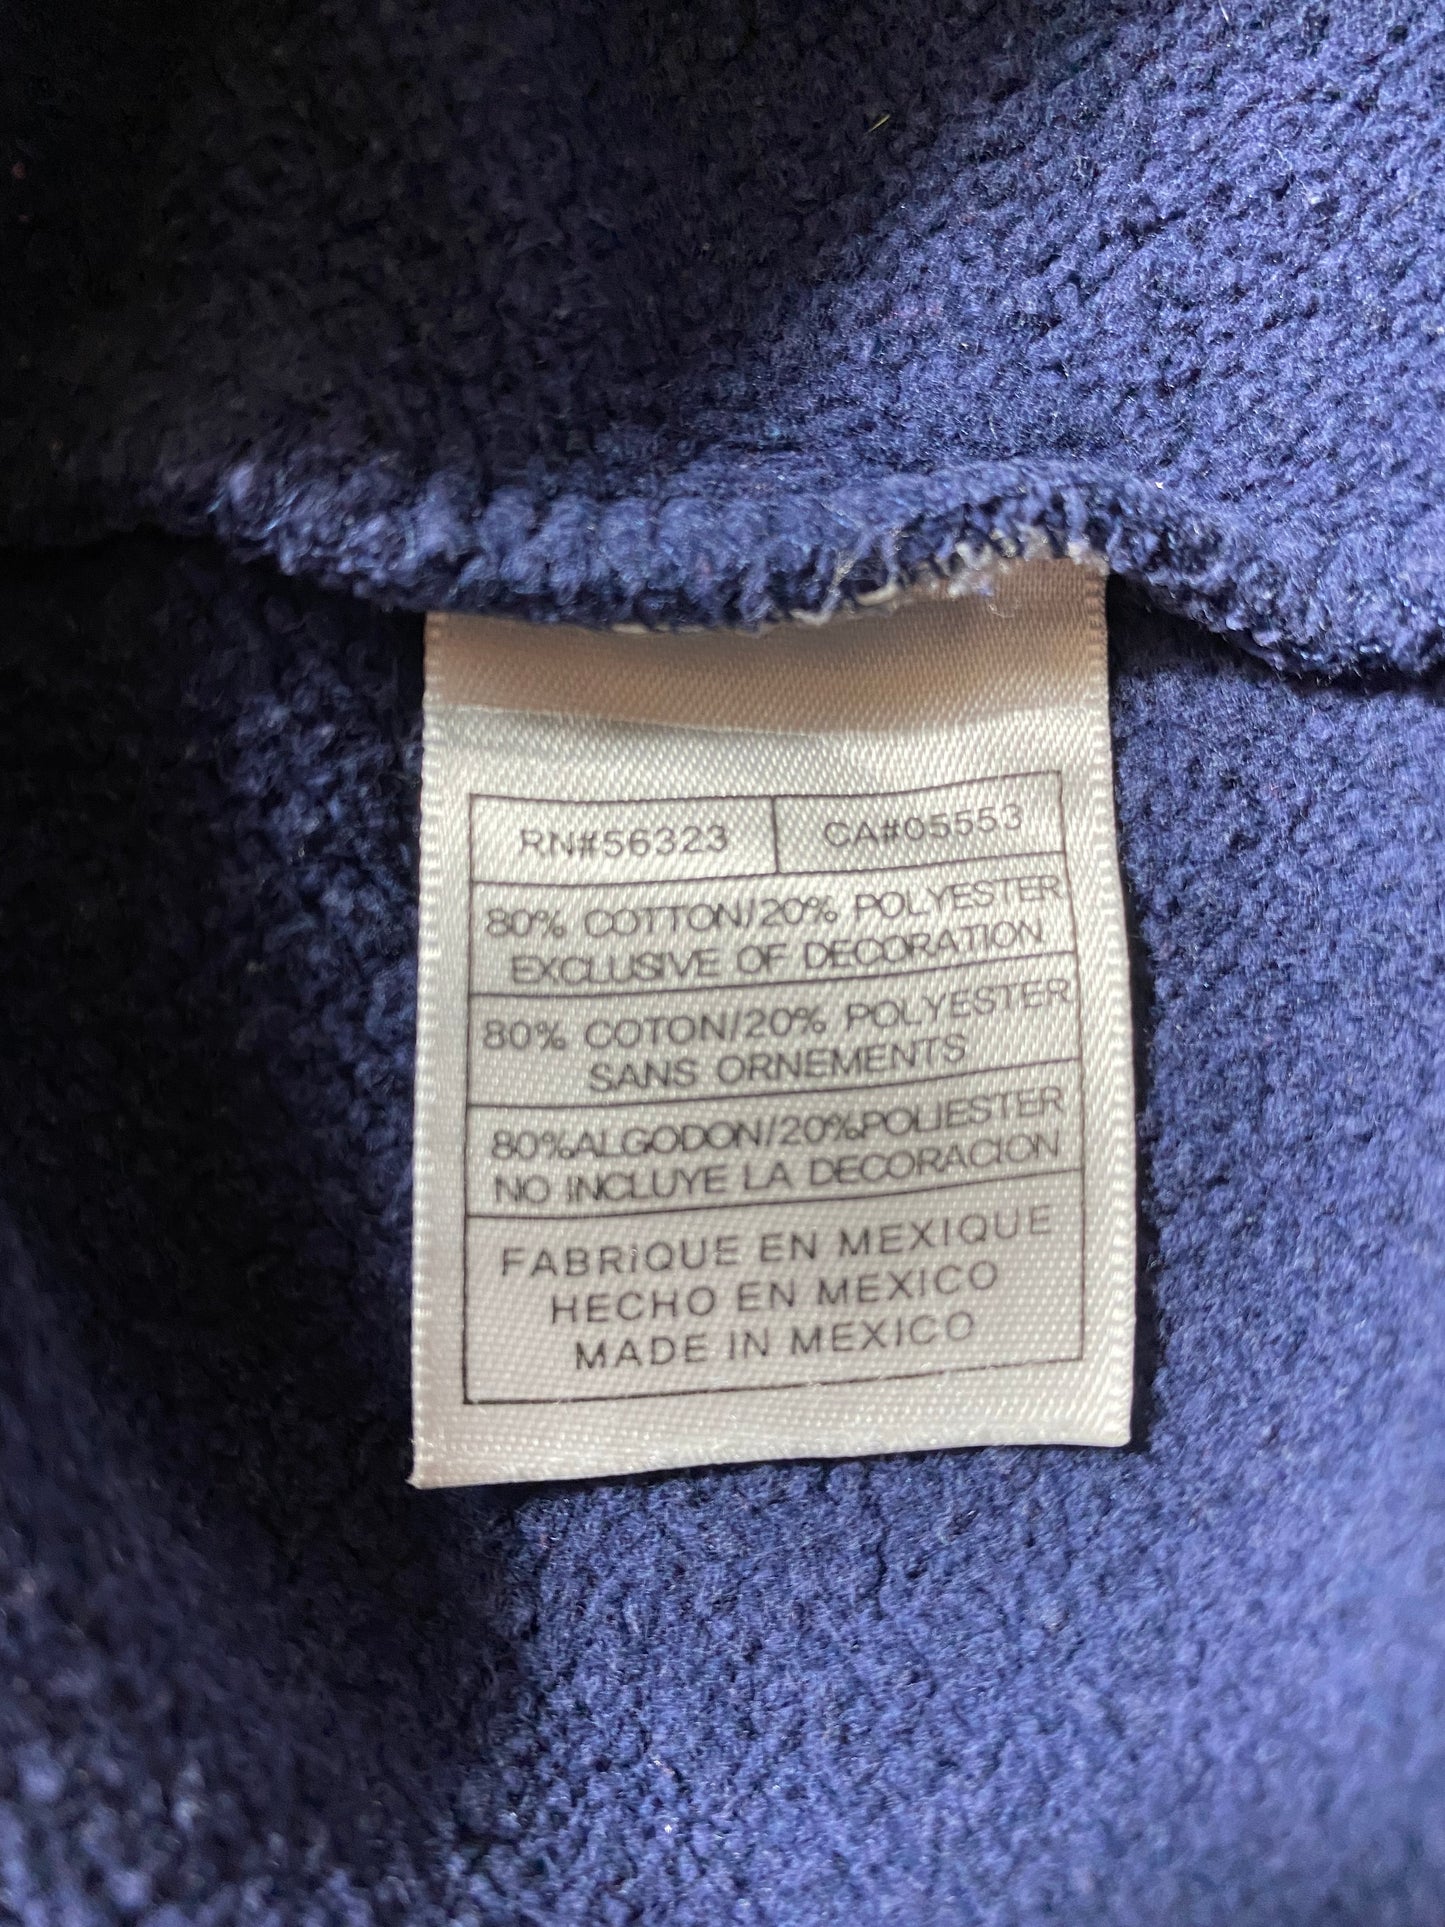 RN#56323 CA#05553
80% COTTON/20% POLYESTER
EXCLUSIVE OF DECORATION
80% COTON/20% POLYESTER
SANS ORNEMENTS
80%ALGODON/20%POLIESTER
NO INCLUYE LA DECORACION
FABRIQUE EN MEXIQUE
HECHO EN MEXICO
MADE IN MEXICO